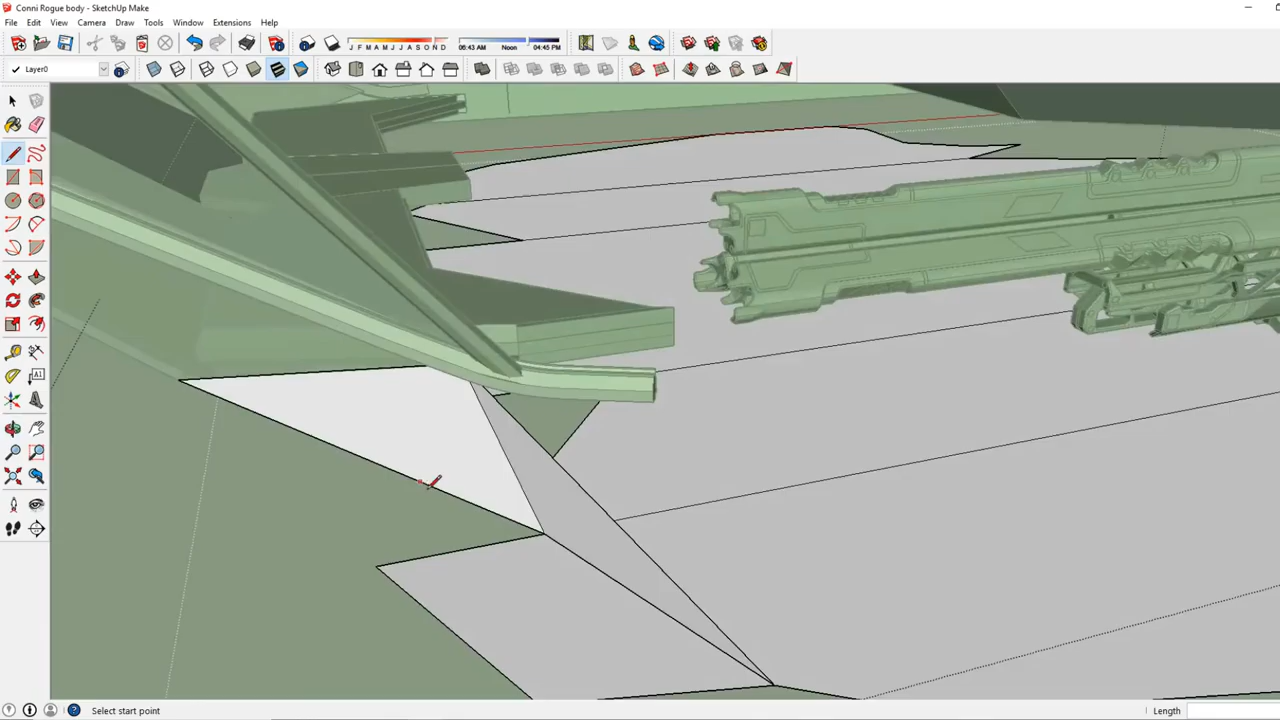 Conni Rogue body - SketchUp Make
File Edit View Camera Draw Tools Window Extensions Help
J F M A M J J A S O N D 06:43 AM Noon 04:45 PM
Layer0
A1
Select start point
Length